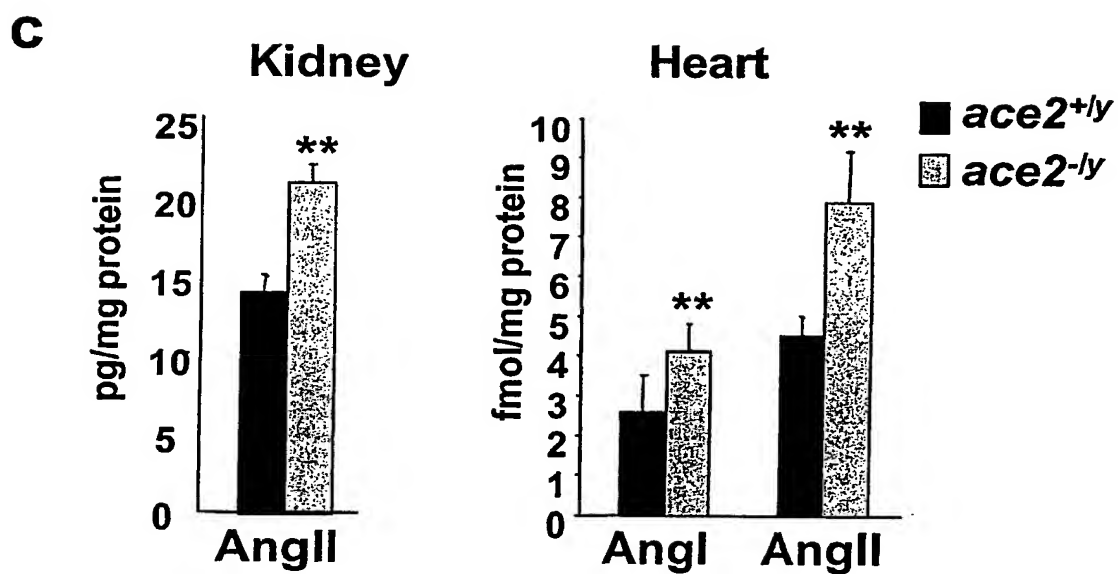 c
Kidney
Heart
ace2+/y
ace2-/y
25
20
15
10
5
0
pg/mg protein
**
AngII
10
9
8
7
6
5
4
3
2
1
0
fmol/mg protein
**
**
AngI
AngII